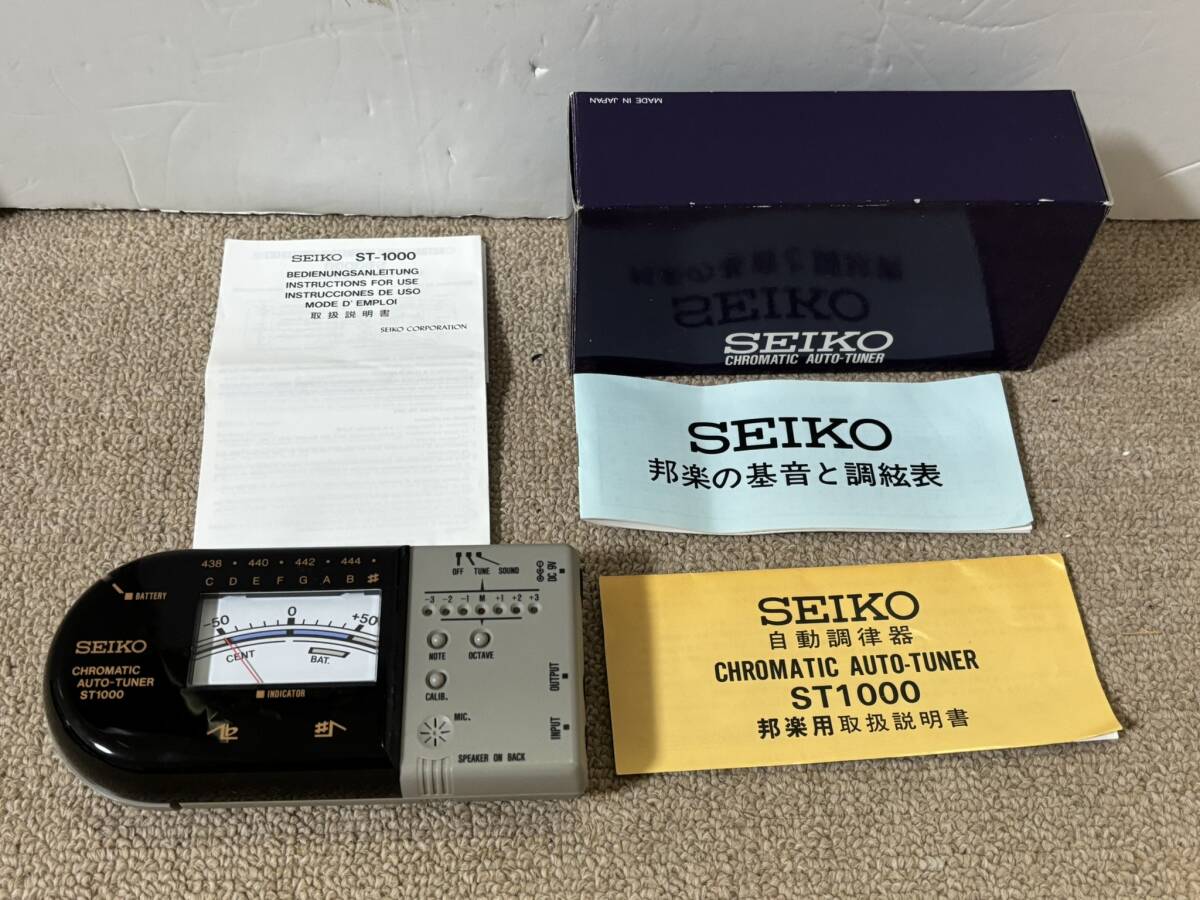 MADE IN JAPAN
SEIKO
CHROMATIC AUTO-TUNER
SEIKO ST-1000
BEDIENUNGSANLEITUNG
INSTRUCTIONS FOR USE
INSTRUCCIONES DE USO
MODE D'EMPLOI
取扱説明書
SEIKO CORPORATION
SEIKO
邦楽の基音と調絃表
SEIKO
自動調律器
CHROMATIC AUTO-TUNER
ST1000
邦楽用取扱説明書
438 • 440 • 442 • 444 •
C D E F G A B #
BATTERY
-50 0 +50
CENT
BAT.
INDICATOR
SEIKO
CHROMATIC
AUTO-TUNER
ST1000
OFF TUNE SOUND
DC 9V
-3 -2 -1 M +1 +2 +3
NOTE OCTAVE
CALIB.
MIC.
OUTPUT
INPUT
SPEAKER ON BACK